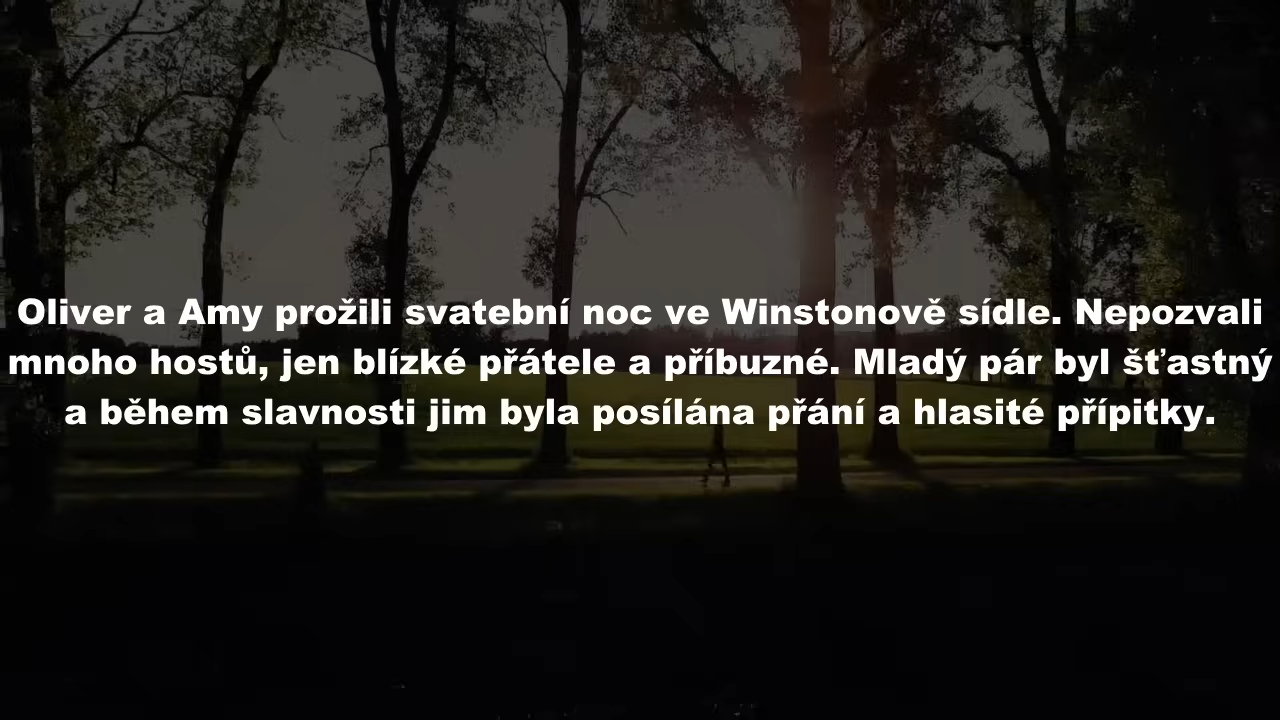 Oliver a Amy prožili svatební noc ve Winstonově sídle. Nepozvali
mnoho hostů, jen blízké přátele a příbuzné. Mladý pár byl šťastný
a během slavnosti jim byla posílána přání a hlasité přípitky.